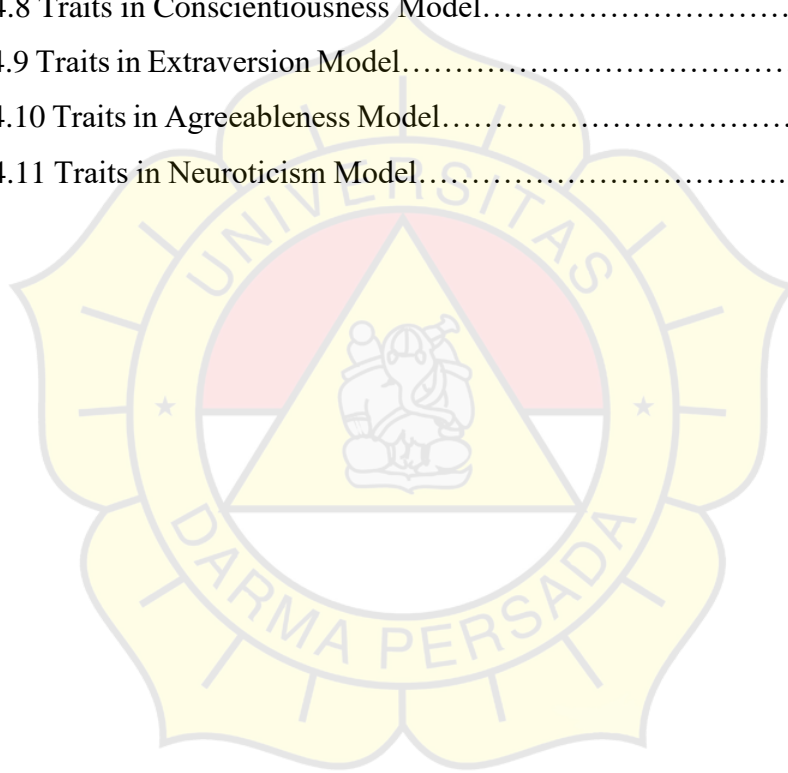 4.8 Traits in Conscientiousness Model……………………………
4.9 Traits in Extraversion Model………………………………
4.10 Traits in Agreeableness Model……………………………
4.11 Traits in Neuroticism Model……………………………..
UNIVERSITAS
DARMA PERSADA